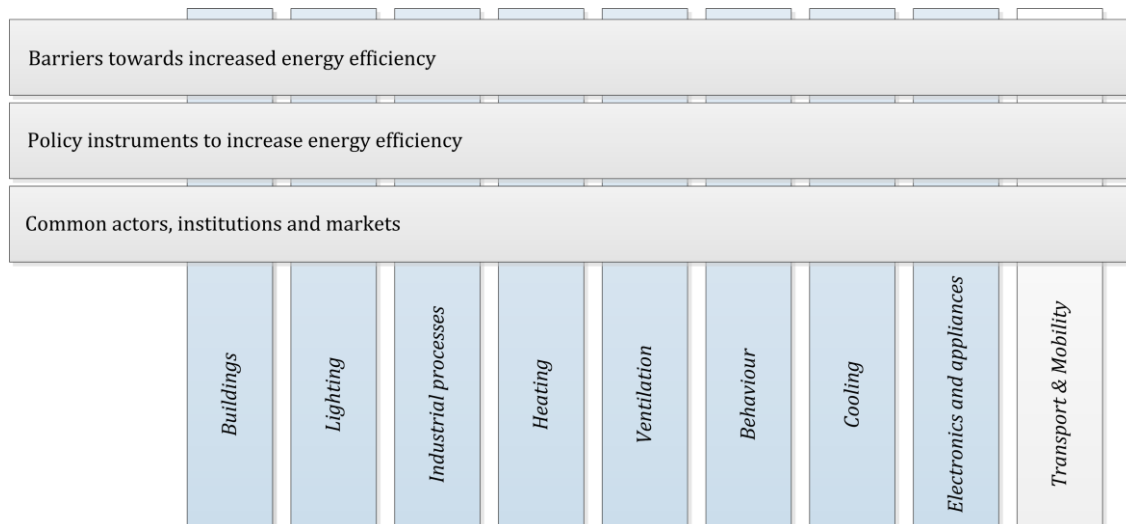 Barriers towards increased energy efficiency
Policy instruments to increase energy efficiency
Common actors, institutions and markets
Buildings
Lighting
Industrial processes
Heating
Ventilation
Behaviour
Cooling
Electronics and appliances
Transport & Mobility